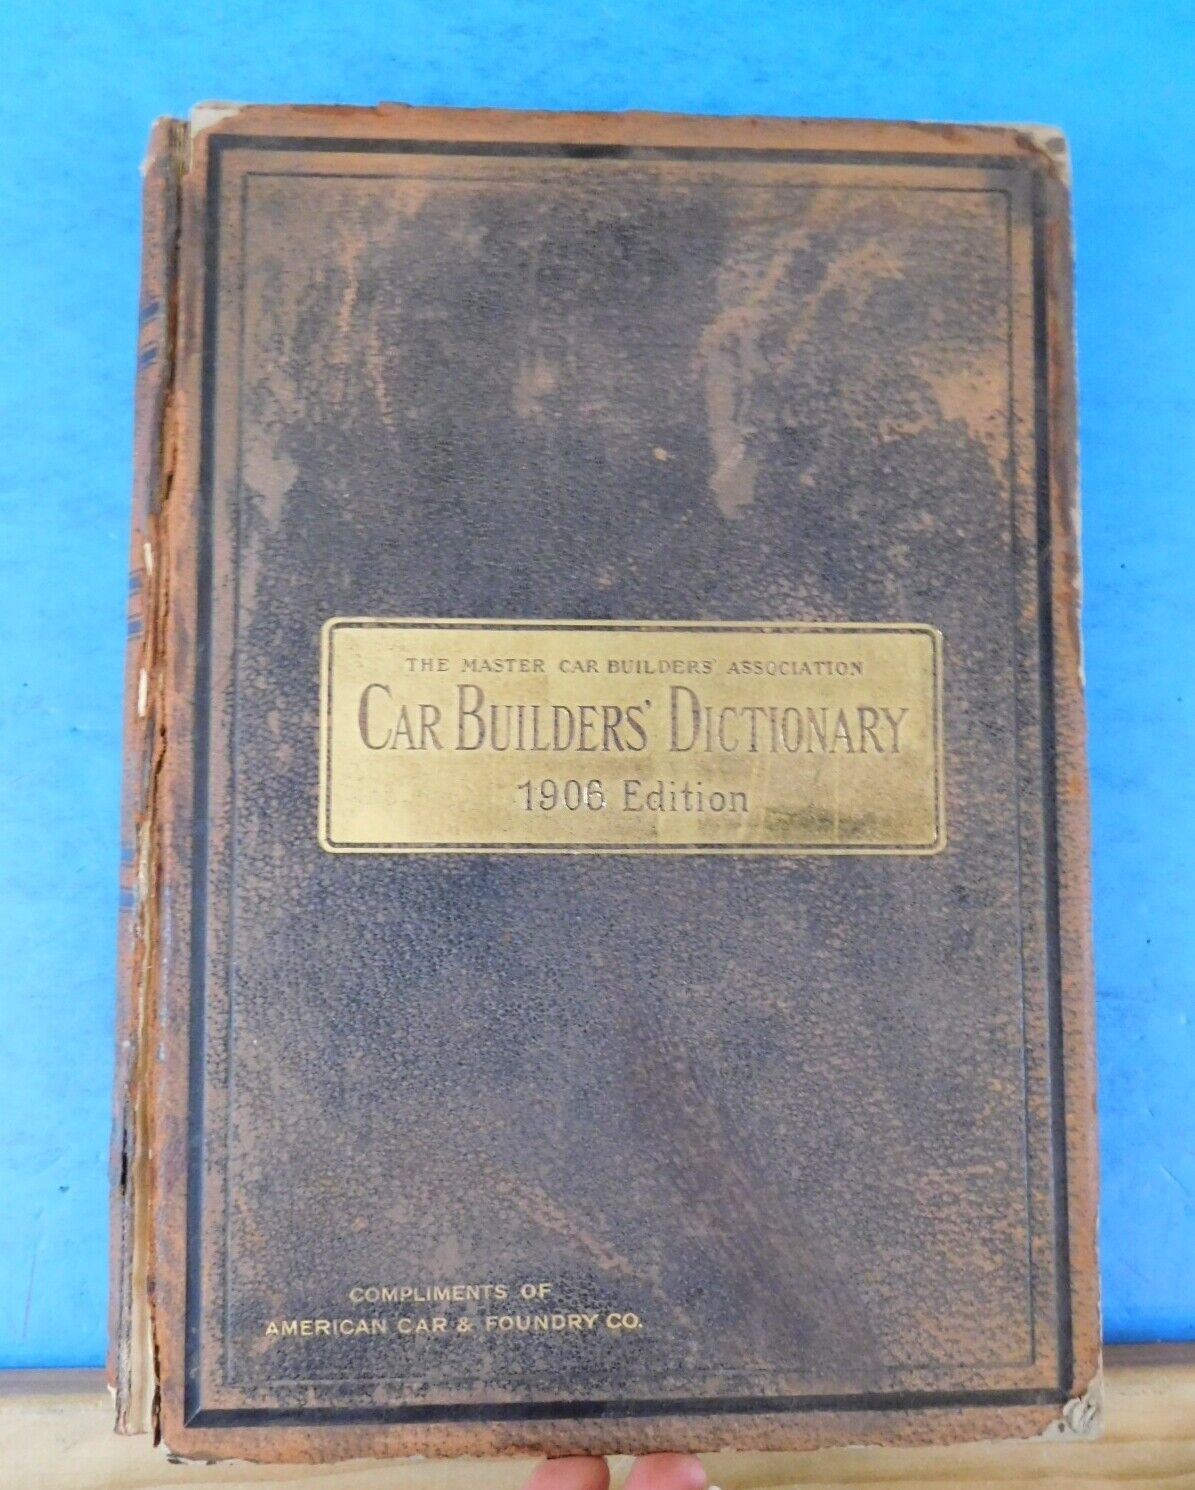 THE MASTER CAR BUILDERS' ASSOCIATION
CAR BUILDERS' DICTIONARY
1906 Edition
COMPLIMENTS OF
AMERICAN CAR & FOUNDRY CO.